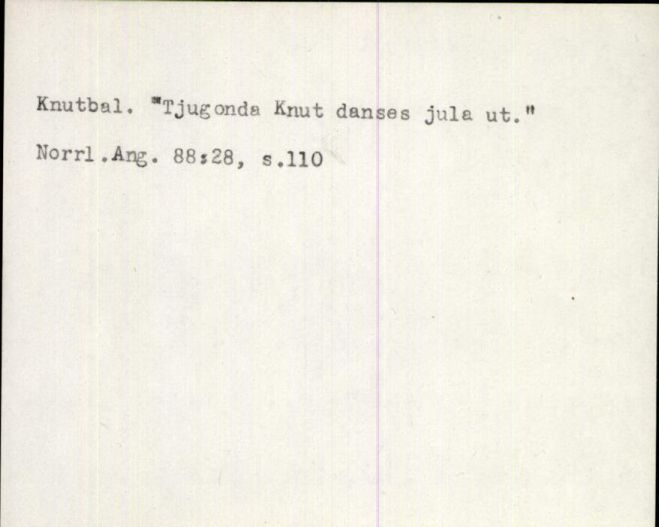 Knutbal. "Tjugonda Knut danses jula ut."
Norrl.Ang. 88:28, s.110